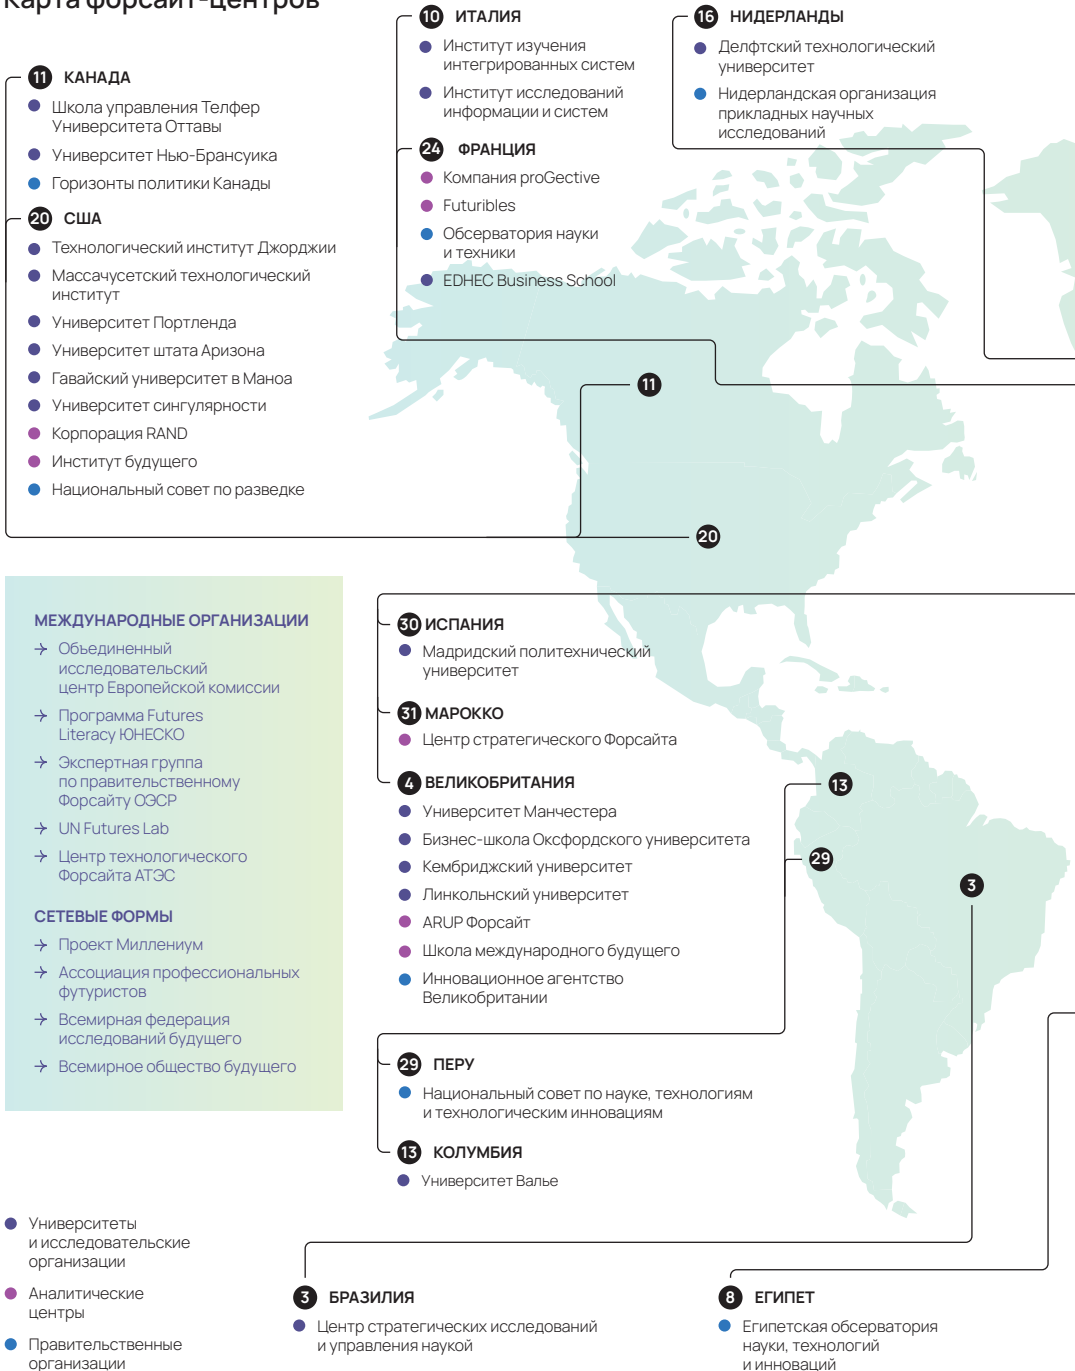 Карта форсайт-центров
11 КАНАДА
Школа управления Телфер
Университета Оттавы
Университет Нью-Брансуика
Горизонты политики Канады
20 США
Технологический институт Джорджии
Массачусетский технологический
институт
Университет Портленда
Университет штата Аризона
Гавайский университет в Маноа
Университет сингулярности
Корпорация RAND
Институт будущего
Национальный совет по разведке
10 ИТАЛИЯ
Институт изучения
интегрированных систем
Институт исследований
информации и систем
24 ФРАНЦИЯ
Компания proGective
Futuribles
Обсерватория науки
и техники
EDHEC Business School
16 НИДЕРЛАНДЫ
Делфтский технологический
университет
Нидерландская организация
прикладных научных
исследований
11
20
МЕЖДУНАРОДНЫЕ ОРГАНИЗАЦИИ
Объединенный
исследовательский
центр Европейской комиссии
Программа Futures
Literacy ЮНЕСКО
Экспертная группа
по правительственному
Форсайту ОЭСР
UN Futures Lab
Центр технологического
Форсайта АТЭС
СЕТЕВЫЕ ФОРМЫ
Проект Миллениум
Ассоциация профессиональных
футуристов
Всемирная федерация
исследований будущего
Всемирное общество будущего
30 ИСПАНИЯ
Мадридский политехнический
университет
31 МАРОККО
Центр стратегического Форсайта
4 ВЕЛИКОБРИТАНИЯ
Университет Манчестера
Бизнес-школа Оксфордского университета
Кембриджский университет
Линкольнский университет
ARUP Форсайт
Школа международного будущего
Инновационное агентство
Великобритании
13
29
3
29 ПЕРУ
Национальный совет по науке, технологиям
и технологическим инновациям
13 КОЛУМБИЯ
Университет Валье
Университеты
и исследовательские
организации
Аналитические
центры
Правительственные
организации
3 БРАЗИЛИЯ
Центр стратегических исследований
и управления наукой
8 ЕГИПЕТ
Египетская обсерватория
науки, технологий
и инноваций